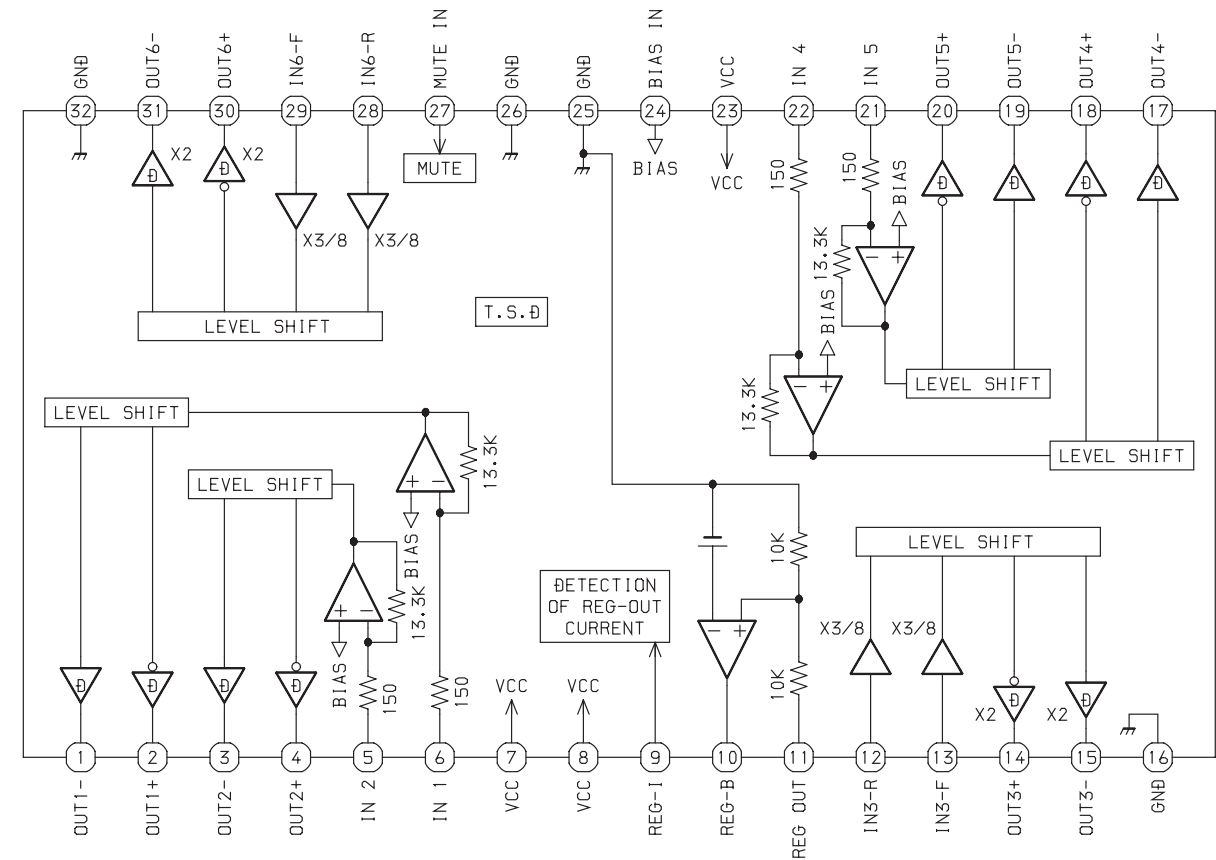 GND
OUT6-
OUT6+
IN6-F
IN6-R
MUTE IN
GND
GND
BIAS IN
VCC
IN 4
IN 5
OUT5+
OUT5-
OUT4+
OUT4-
32
31
30
29
28
27
26
25
24
23
22
21
20
19
18
17
D
X2
D
X2
MUTE
BIAS
VCC
150
150
BIAS
D
D
D
D
X3/8
X3/8
13.3K
- +
T.S.D
LEVEL SHIFT
BIAS
13.3K
- +
LEVEL SHIFT
LEVEL SHIFT
LEVEL SHIFT
13.3K
+ -
BIAS
LEVEL SHIFT
13.3K
+ -
BIAS
10K
LEVEL SHIFT
DETECTION
OF REG-OUT
CURRENT
- +
X3/8
X3/8
D
D
D
D
150
150
VCC
VCC
10K
X2
D
X2
D
1
2
3
4
5
6
7
8
9
10
11
12
13
14
15
16
OUT1-
OUT1+
OUT2-
OUT2+
IN 2
IN 1
VCC
VCC
REG-I
REG-B
REG OUT
IN3-R
IN3-F
OUT3+
OUT3-
GND